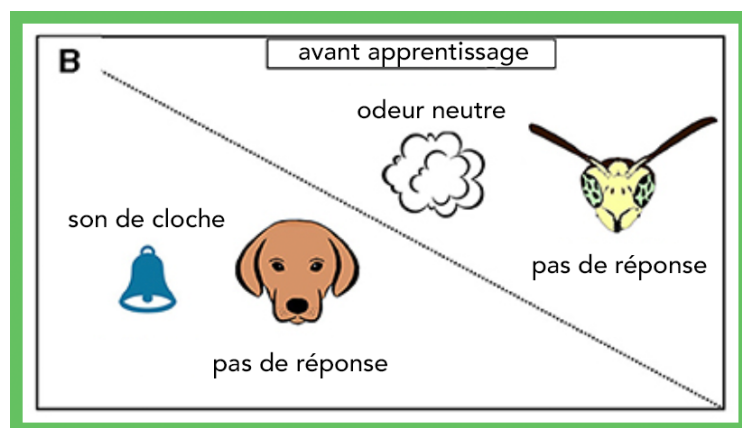 B
avant apprentissage
odeur neutre
pas de réponse
son de cloche
pas de réponse